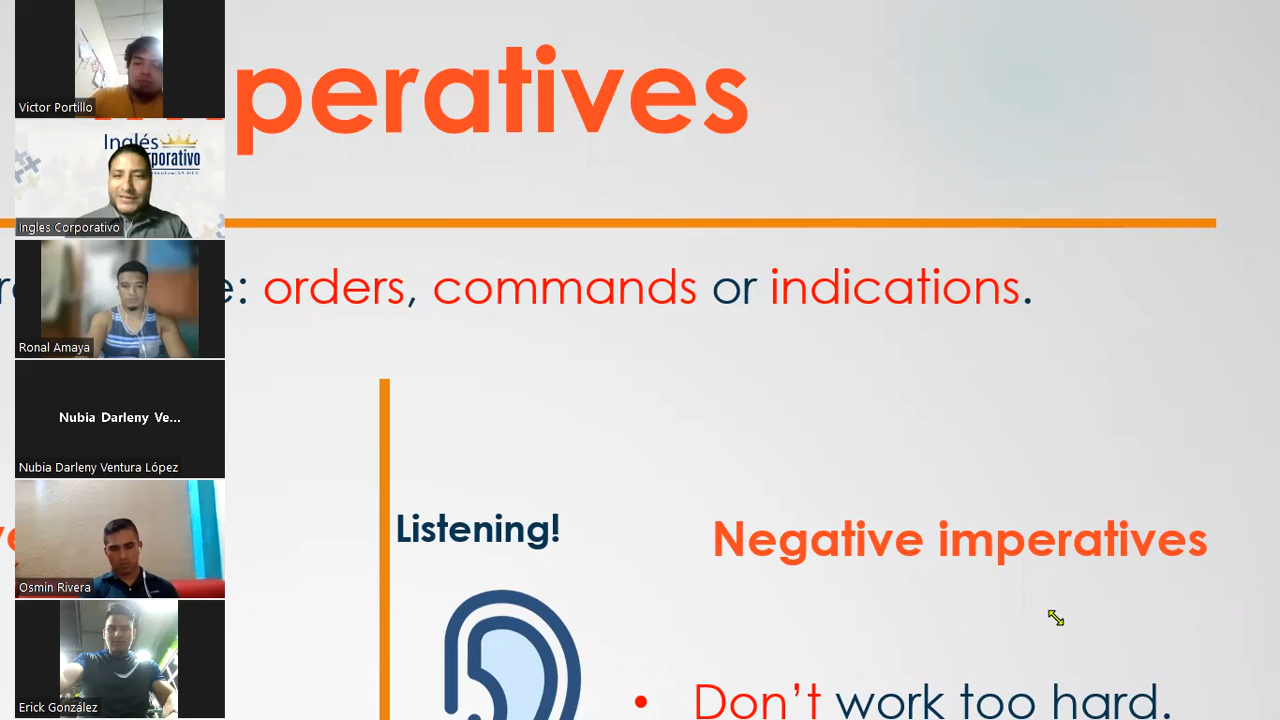 Victor Portillo
Inglés
Ingles Corporativo
Ronal Amaya
Nubia Darleny Ve...
Nubia Darleny Ventura López
Osmin Rivera
Erick González
peratives
e: orders, commands or indications.
Listening!
Negative imperatives
• Don't work too hard.